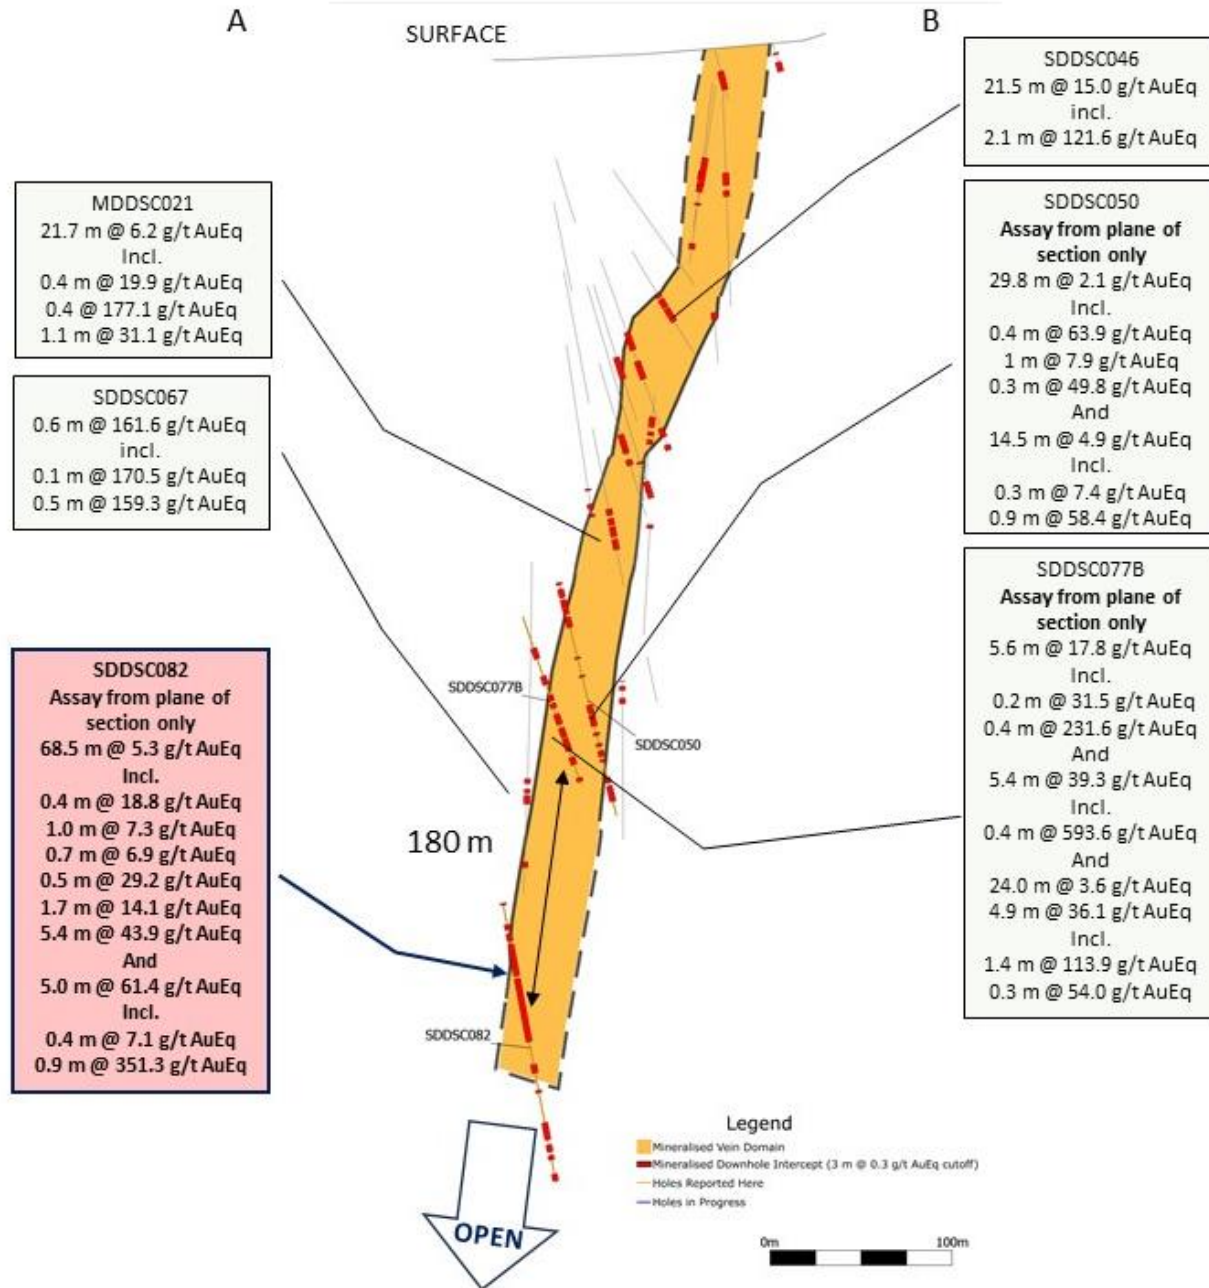 A
B
SURFACE
SDDSC046
21.5 m @ 15.0 g/t AuEq
incl.
2.1 m @ 121.6 g/t AuEq
MDDSC021
21.7 m @ 6.2 g/t AuEq
Incl.
0.4 m @ 19.9 g/t AuEq
0.4 @ 177.1 g/t AuEq
1.1 m @ 31.1 g/t AuEq
SDDSC050
Assay from plane of
section only
29.8 m @ 2.1 g/t AuEq
Incl.
0.4 m @ 63.9 g/t AuEq
1 m @ 7.9 g/t AuEq
0.3 m @ 49.8 g/t AuEq
And
14.5 m @ 4.9 g/t AuEq
Incl.
0.3 m @ 7.4 g/t AuEq
0.9 m @ 58.4 g/t AuEq
SDDSC067
0.6 m @ 161.6 g/t AuEq
incl.
0.1 m @ 170.5 g/t AuEq
0.5 m @ 159.3 g/t AuEq
SDDSC077B
Assay from plane of
section only
5.6 m @ 17.8 g/t AuEq
Incl.
0.2 m @ 31.5 g/t AuEq
0.4 m @ 231.6 g/t AuEq
And
5.4 m @ 39.3 g/t AuEq
Incl.
0.4 m @ 593.6 g/t AuEq
And
24.0 m @ 3.6 g/t AuEq
4.9 m @ 36.1 g/t AuEq
Incl.
1.4 m @ 113.9 g/t AuEq
0.3 m @ 54.0 g/t AuEq
SDDSC082
Assay from plane of
section only
68.5 m @ 5.3 g/t AuEq
Incl.
0.4 m @ 18.8 g/t AuEq
1.0 m @ 7.3 g/t AuEq
0.7 m @ 6.9 g/t AuEq
0.5 m @ 29.2 g/t AuEq
1.7 m @ 14.1 g/t AuEq
5.4 m @ 43.9 g/t AuEq
And
5.0 m @ 61.4 g/t AuEq
Incl.
0.4 m @ 7.1 g/t AuEq
0.9 m @ 351.3 g/t AuEq
SDDSC077B
SDDSC050
180 m
SDDSC082
OPEN
Legend
Mineralised Vein Domain
Mineralised Downhole Intercept (3 m @ 0.3 g/t AuEq cutoff)
Holes Reported Here
Holes in Progress
0m
100m